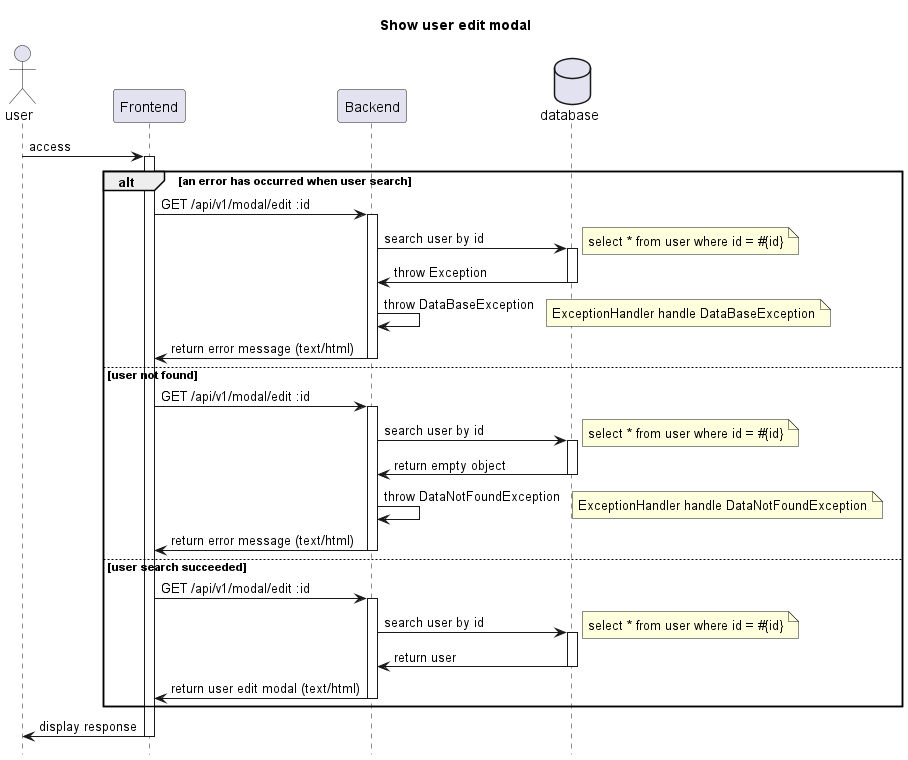 Show user edit modal
user
Frontend
Backend
database
access
alt [an error has occurred when user search]
GET /api/v1/modal/edit :id
search user by id
select * from user where id = #{id}
throw Exception
throw DataBaseException
ExceptionHandler handle DataBaseException
return error message (text/html)
[user not found]
GET /api/v1/modal/edit :id
search user by id
select * from user where id = #{id}
return empty object
throw DataNotFoundException
ExceptionHandler handle DataNotFoundException
return error message (text/html)
[user search succeeded]
GET /api/v1/modal/edit :id
search user by id
select * from user where id = #{id}
return user
return user edit modal (text/html)
display response